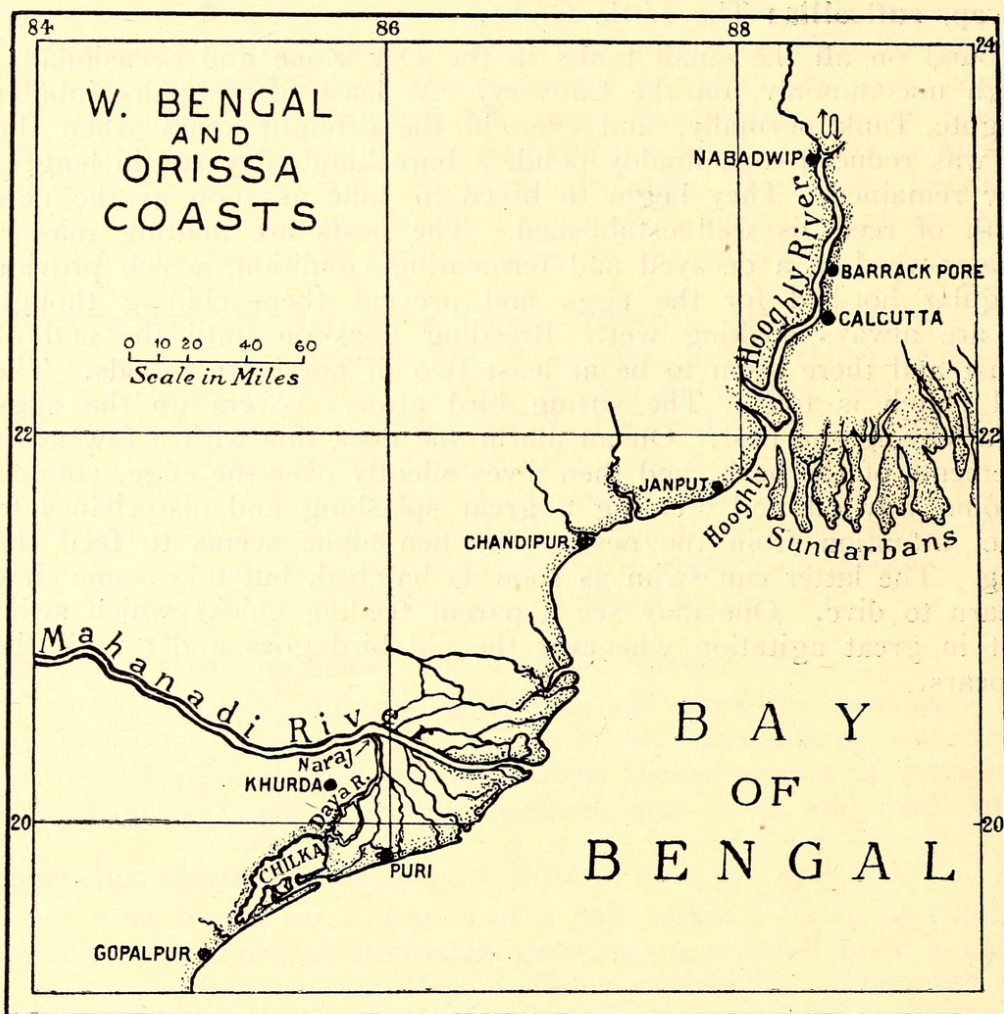 84
86
88
24
W. BENGAL
AND
ORISSA
COASTS
NABADWIP
Hooghly River
BARRACK PORE
CALCUTTA
0 10 20 40 60
Scale in Miles
22
22
JANPUT
Hooghly
Sundarbans
CHANDIPUR
Mahanadi River
Naraj
KHURDA
Daya R.
BAY
OF
BENGAL
20
20
CHILKA
PURI
GOPALPUR